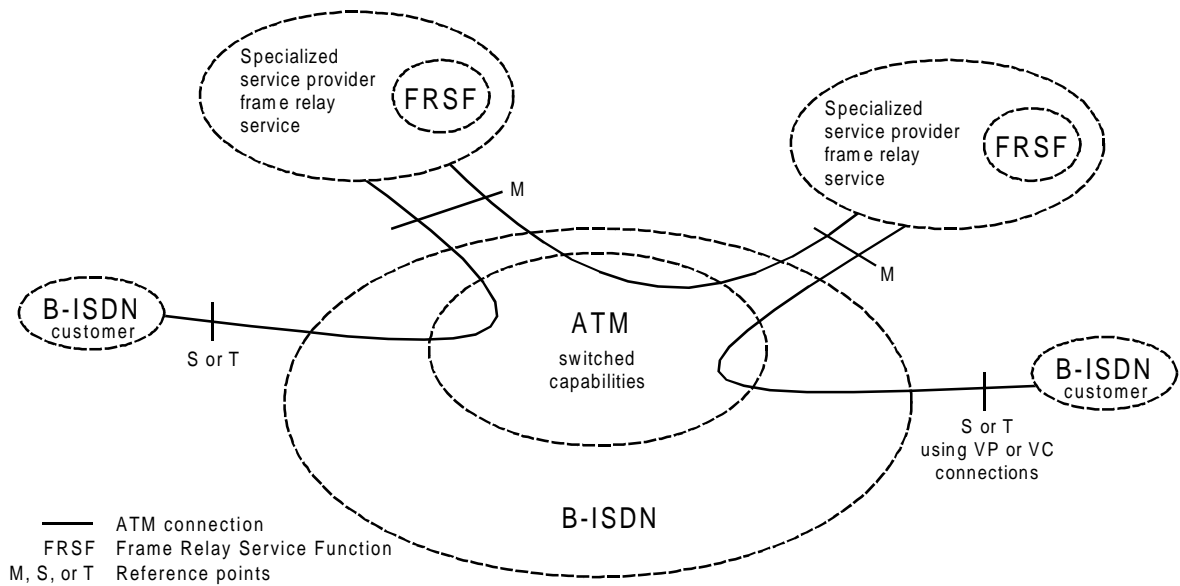 Specialized
service provider
frame relay
service
FRSF
Specialized
service provider
frame relay
service
FRSF
M
M
B-ISDN
customer
S or T
ATM
switched
capabilities
B-ISDN
customer
S or T
using VP or VC
connections
B-ISDN
ATM connection
FRSF Frame Relay Service Function
M, S, or T Reference points